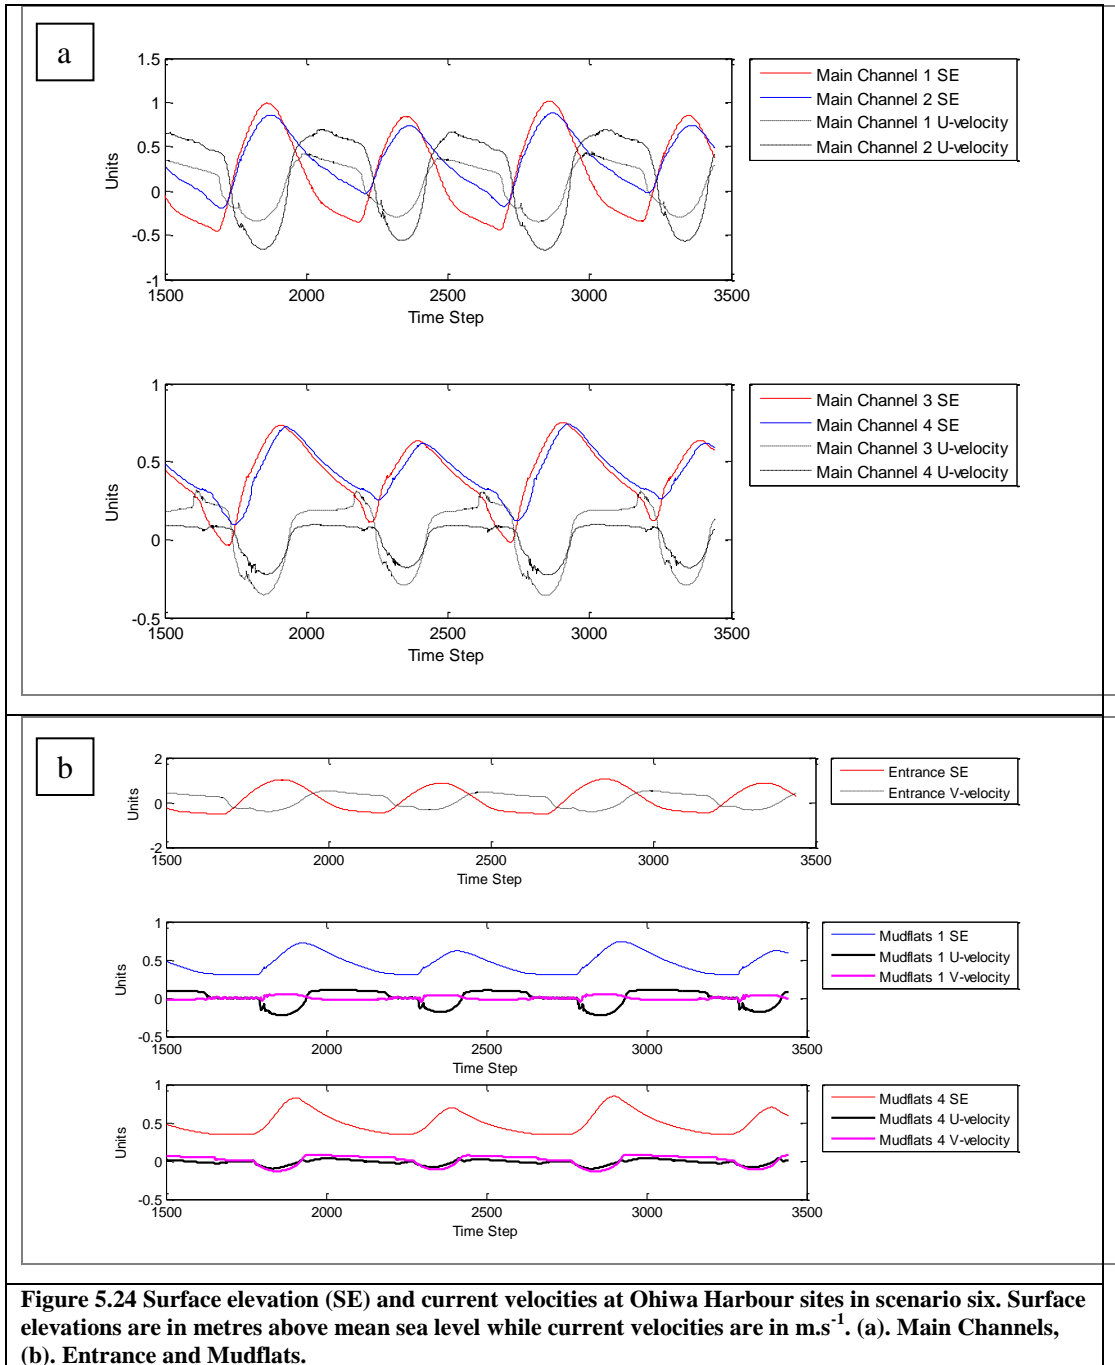 a
1.5
1
0.5
0
-0.5
-1
Units
1500 2000 2500 3000 3500
Time Step
Main Channel 1 SE
Main Channel 2 SE
Main Channel 1 U-velocity
Main Channel 2 U-velocity
1
0.5
0
-0.5
Units
1500 2000 2500 3000 3500
Time Step
Main Channel 3 SE
Main Channel 4 SE
Main Channel 3 U-velocity
Main Channel 4 U-velocity
b
2
0
-2
Units
1500 2000 2500 3000 3500
Time Step
Entrance SE
Entrance V-velocity
1
0.5
0
-0.5
Units
1500 2000 2500 3000 3500
Time Step
Mudflats 1 SE
Mudflats 1 U-velocity
Mudflats 1 V-velocity
1
0.5
0
-0.5
Units
1500 2000 2500 3000 3500
Time Step
Mudflats 4 SE
Mudflats 4 U-velocity
Mudflats 4 V-velocity
Figure 5.24 Surface elevation (SE) and current velocities at Ohiwa Harbour sites in scenario six. Surface
elevations are in metres above mean sea level while current velocities are in m.s⁻¹. (a). Main Channels,
(b). Entrance and Mudflats.